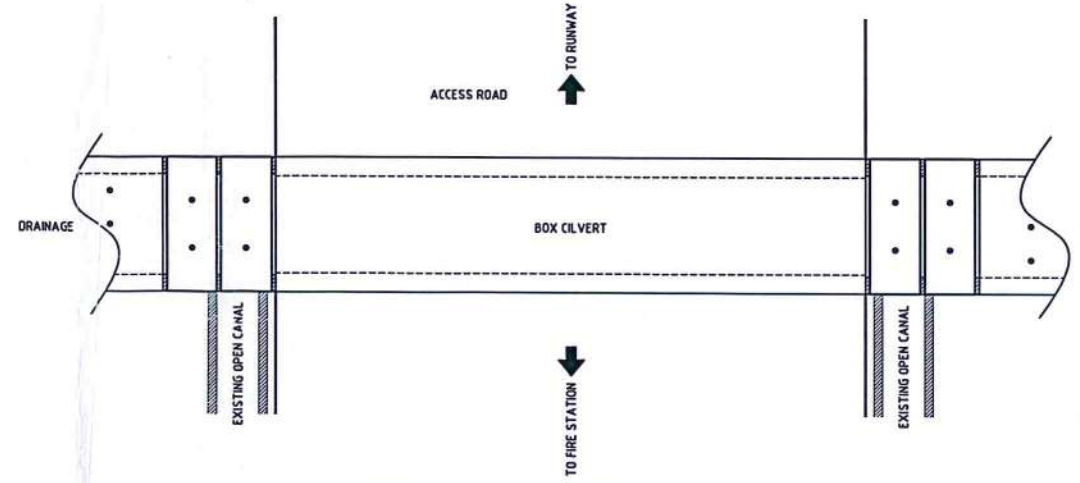 TO RUNWAY
ACCESS ROAD
DRAINAGE
BOX CILVERT
EXISTING OPEN CANAL
EXISTING OPEN CANAL
TO FIRE STATION